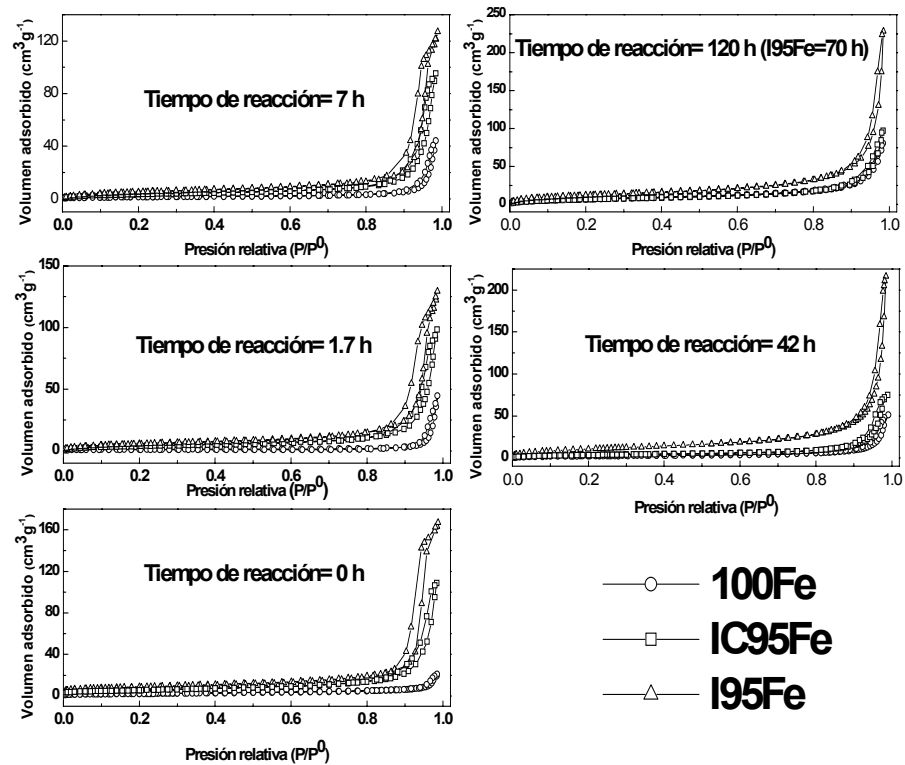 Volumen adsorbido (cm³g⁻¹)
120
80
40
0
Tiempo de reacción= 7 h
0.0 0.2 0.4 0.6 0.8 1.0
Presión relativa (P/P⁰)
Volumen adsorbido (cm³g⁻¹)
250
200
150
100
50
0
Tiempo de reacción= 120 h (I95Fe=70 h)
0.0 0.2 0.4 0.6 0.8 1.0
Presión relativa (P/P⁰)
Volumen adsorbido (cm³g⁻¹)
150
100
50
0
Tiempo de reacción= 1.7 h
0.0 0.2 0.4 0.6 0.8 1.0
Presión relativa (P/P⁰)
Volumen adsorbido (cm³g⁻¹)
200
150
100
50
0
Tiempo de reacción= 42 h
0.0 0.2 0.4 0.6 0.8 1.0
Presión relativa (P/P⁰)
Volumen adsorbido (cm³g⁻¹)
160
120
80
40
0
Tiempo de reacción= 0 h
0.0 0.2 0.4 0.6 0.8 1.0
Presión relativa (P/P⁰)
100Fe
IC95Fe
I95Fe